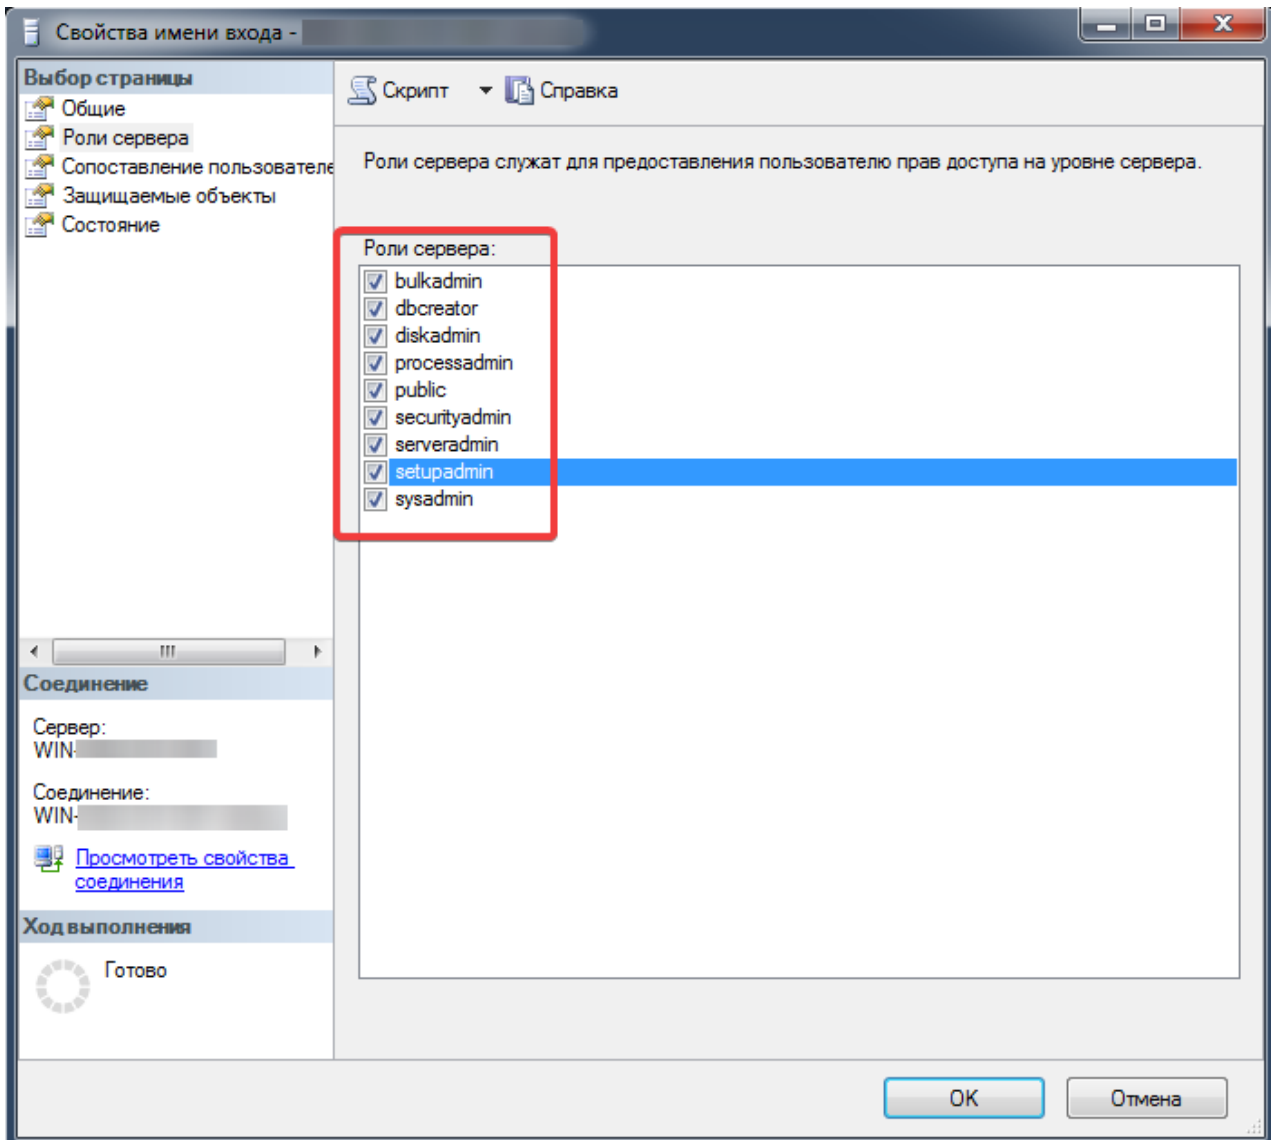 Свойства имени входа -
Выбор страницы
Общие
Роли сервера
Сопоставление пользователе
Защищаемые объекты
Состояние
Скрипт
Справка
Роли сервера служат для предоставления пользователю прав доступа на уровне сервера.
Роли сервера:
bulkadmin
dbcreator
diskadmin
processadmin
public
securityadmin
serveradmin
setupadmin
sysadmin
Соединение
Сервер:
WIN-
Соединение:
WIN-
Просмотреть свойства
соединения
Ход выполнения
Готово
OK
Отмена